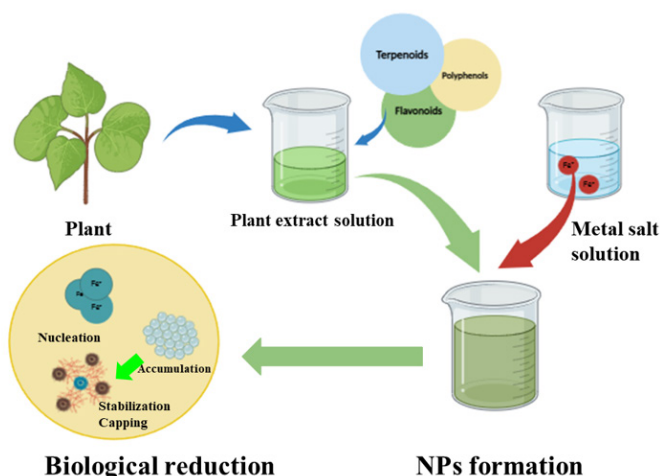 Terpenoids
Polyphenols
Flavonoids
Plant
Plant extract solution
Metal salt
solution
Nucleation
Accumulation
Stabilization
Capping
Biological reduction
NPs formation